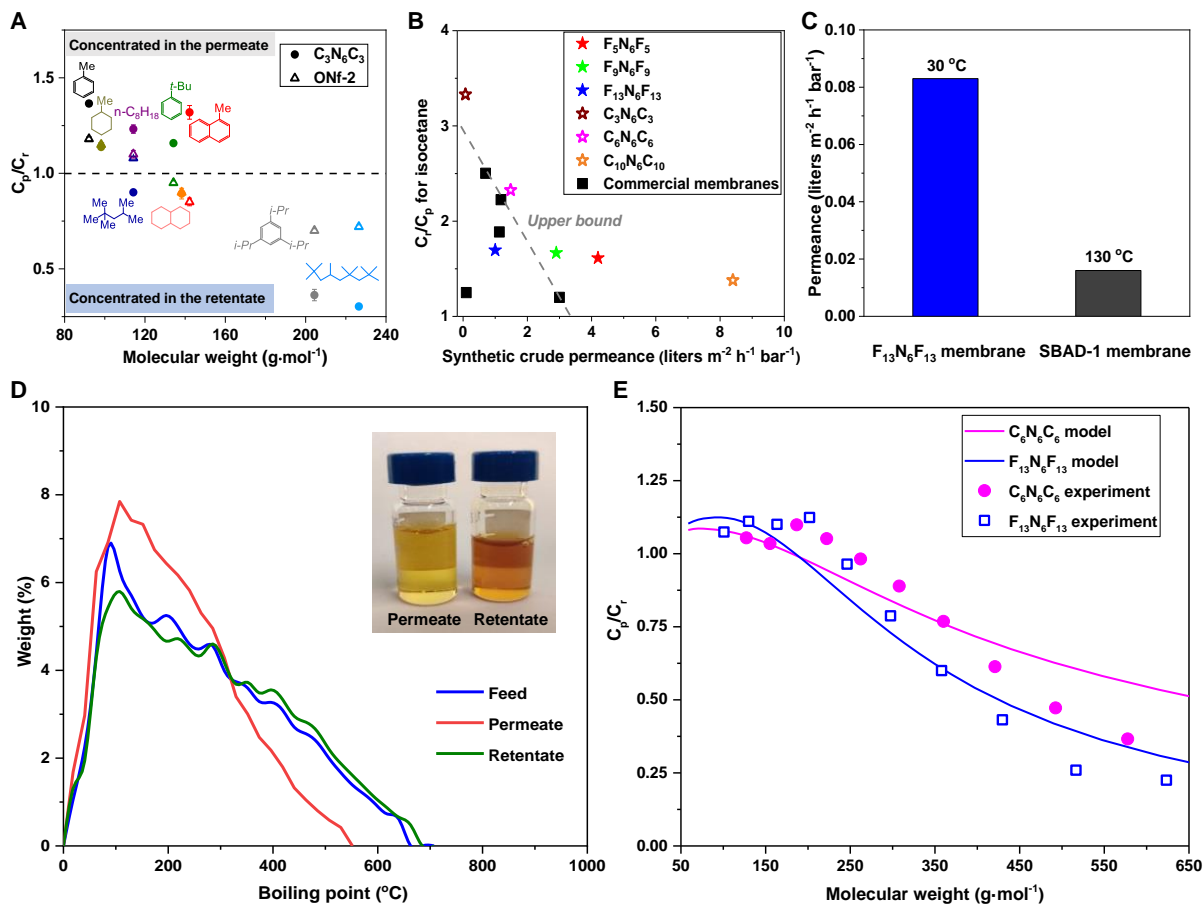 A
Concentrated in the permeate
C₃N₆C₃
ONf-2
Me
Me
n-C₈H₁₈
t-Bu
Me
Me
Me
Me
Me
Me
i-Pr
i-Pr
i-Pr
Concentrated in the retentate
1.5
1.0
0.5
Cₚ/Cᵣ
80
120
160
200
240
Molecular weight (g·mol⁻¹)
B
F₅N₆F₅
F₉N₆F₉
F₁₃N₆F₁₃
C₃N₆C₃
C₆N₆C₆
C₁₀N₆C₁₀
Commercial membranes
Upper bound
4
3
2
1
Cᵣ/Cₚ for isocetane
0
2
4
6
8
10
Synthetic crude permeance (liters m⁻² h⁻¹ bar⁻¹)
C
0.10
0.08
0.06
0.04
0.02
0.00
Permeance (liters m⁻² h⁻¹ bar⁻¹)
30 °C
130 °C
F₁₃N₆F₁₃ membrane
SBAD-1 membrane
D
10
8
6
4
2
0
Weight (%)
Permeate
Retentate
Feed
Permeate
Retentate
0
200
400
600
800
1000
Boiling point (°C)
E
1.50
1.25
1.00
0.75
0.50
0.25
0.00
Cₚ/Cᵣ
C₆N₆C₆ model
F₁₃N₆F₁₃ model
C₆N₆C₆ experiment
F₁₃N₆F₁₃ experiment
50
150
250
350
450
550
650
Molecular weight (g·mol⁻¹)